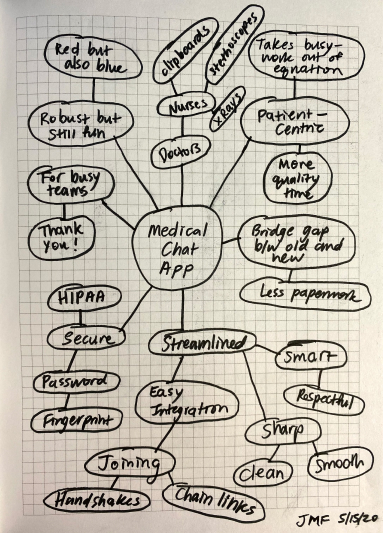 Red but
also blue
clipboards
stethoscopes
Takes busy-
work out of
equation
Robust but
still fun
Nurses
X Rays
Patient-
Centric
Doctors
More
quality
time
For busy
teams
Thank
you!
Medical
Chat
App
Bridge gap
b/w old and
new
Less paperwork
HIPAA
Secure
Password
Fingerprint
Streamlined
Smart
Respectful
Easy
Integration
Sharp
Clean
Smooth
Joining
Handshakes
Chain links
JMF 5/15/20